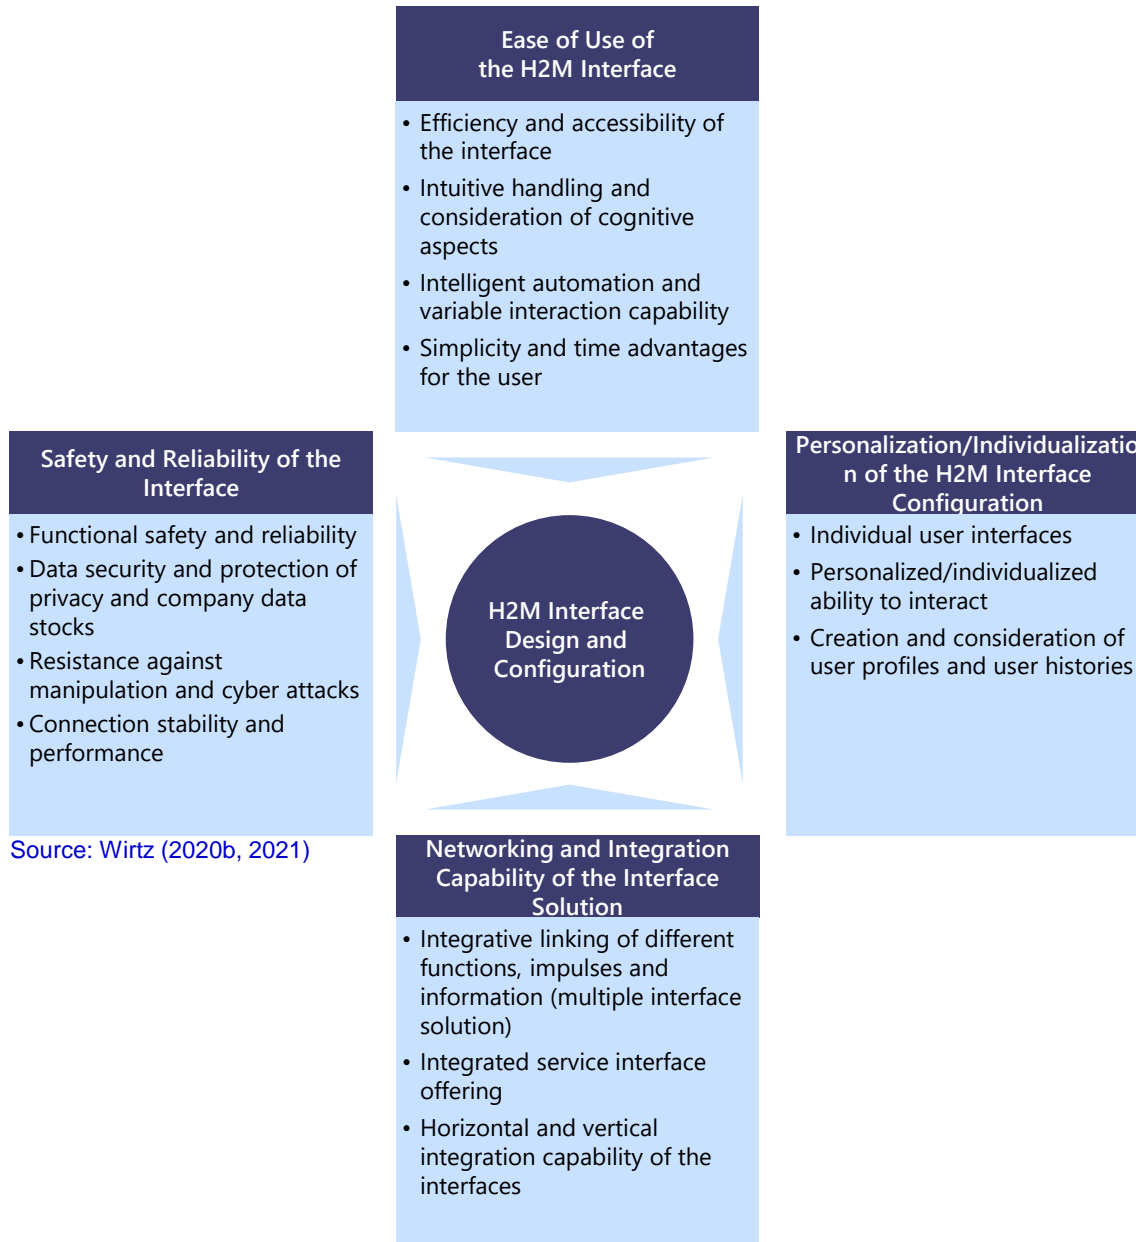 Ease of Use of
the H2M Interface
• Efficiency and accessibility of
the interface
• Intuitive handling and
consideration of cognitive
aspects
• Intelligent automation and
variable interaction capability
• Simplicity and time advantages
for the user
Safety and Reliability of the
Interface
• Functional safety and reliability
• Data security and protection of
privacy and company data
stocks
• Resistance against
manipulation and cyber attacks
• Connection stability and
performance
H2M Interface
Design and
Configuration
Personalization/Individualizatio
n of the H2M Interface
Configuration
• Individual user interfaces
• Personalized/individualized
ability to interact
• Creation and consideration of
user profiles and user histories
Source: Wirtz (2020b, 2021)
Networking and Integration
Capability of the Interface
Solution
• Integrative linking of different
functions, impulses and
information (multiple interface
solution)
• Integrated service interface
offering
• Horizontal and vertical
integration capability of the
interfaces